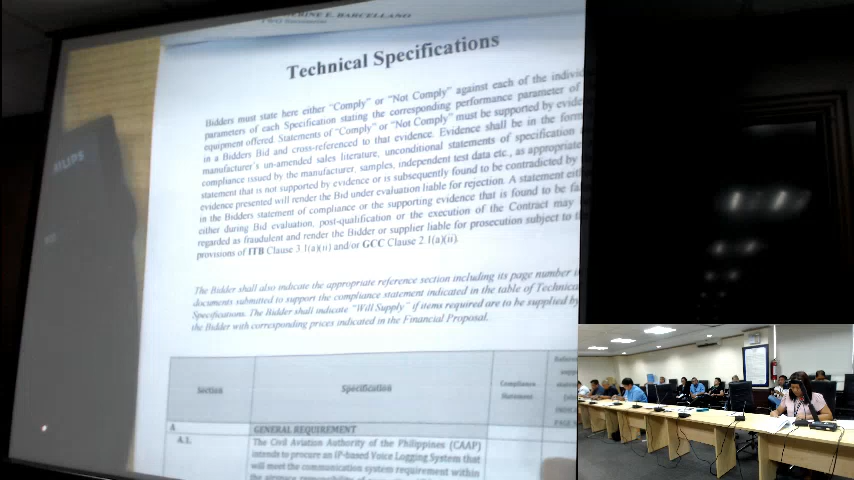 E. BARCELLANO
Technical Specifications
Bidders must state here either "Comply" or "Not Comply" against each of the
parameters of each Specification stating the corresponding performance parameter of
equipment offered. Statements of "Comply" or "Not Comply" must be supported by
in a Bidders Bid and cross-referenced to that evidence. Evidence shall be in the form
manufacturer's un-amended sales literature, unconditional statements of specification
compliance issued by the manufacturer, samples, independent test data etc., as appropriate.
statement that is not supported by evidence or is subsequently found to be contradicted by
evidence presented will render the Bid under evaluation liable for rejection. A statement
in the Bidders statement of compliance or the supporting evidence that is found to be
either during Bid evaluation, post-qualification or the execution of the Contract may
regarded as fraudulent and render the Bidder or supplier liable for prosecution subject to
provisions of ITB Clause 3.1(a)(ii) and/or GCC Clause 2.1(a)(ii).
The Bidder shall also indicate the appropriate reference section including its page number
documents submitted to support the compliance statement indicated in the table of Technical
Specifications. The Bidder shall indicate "Will Supply" if items required are to be supplied by
the Bidder with corresponding prices indicated in the Financial Proposal.
Section Specification Compliance Statement
A GENERAL REQUIREMENT
A.1. The Civil Aviation Authority of the Philippines (CAAP)
intends to procure an IP-based Voice Logging System that
will meet the communication system requirement within